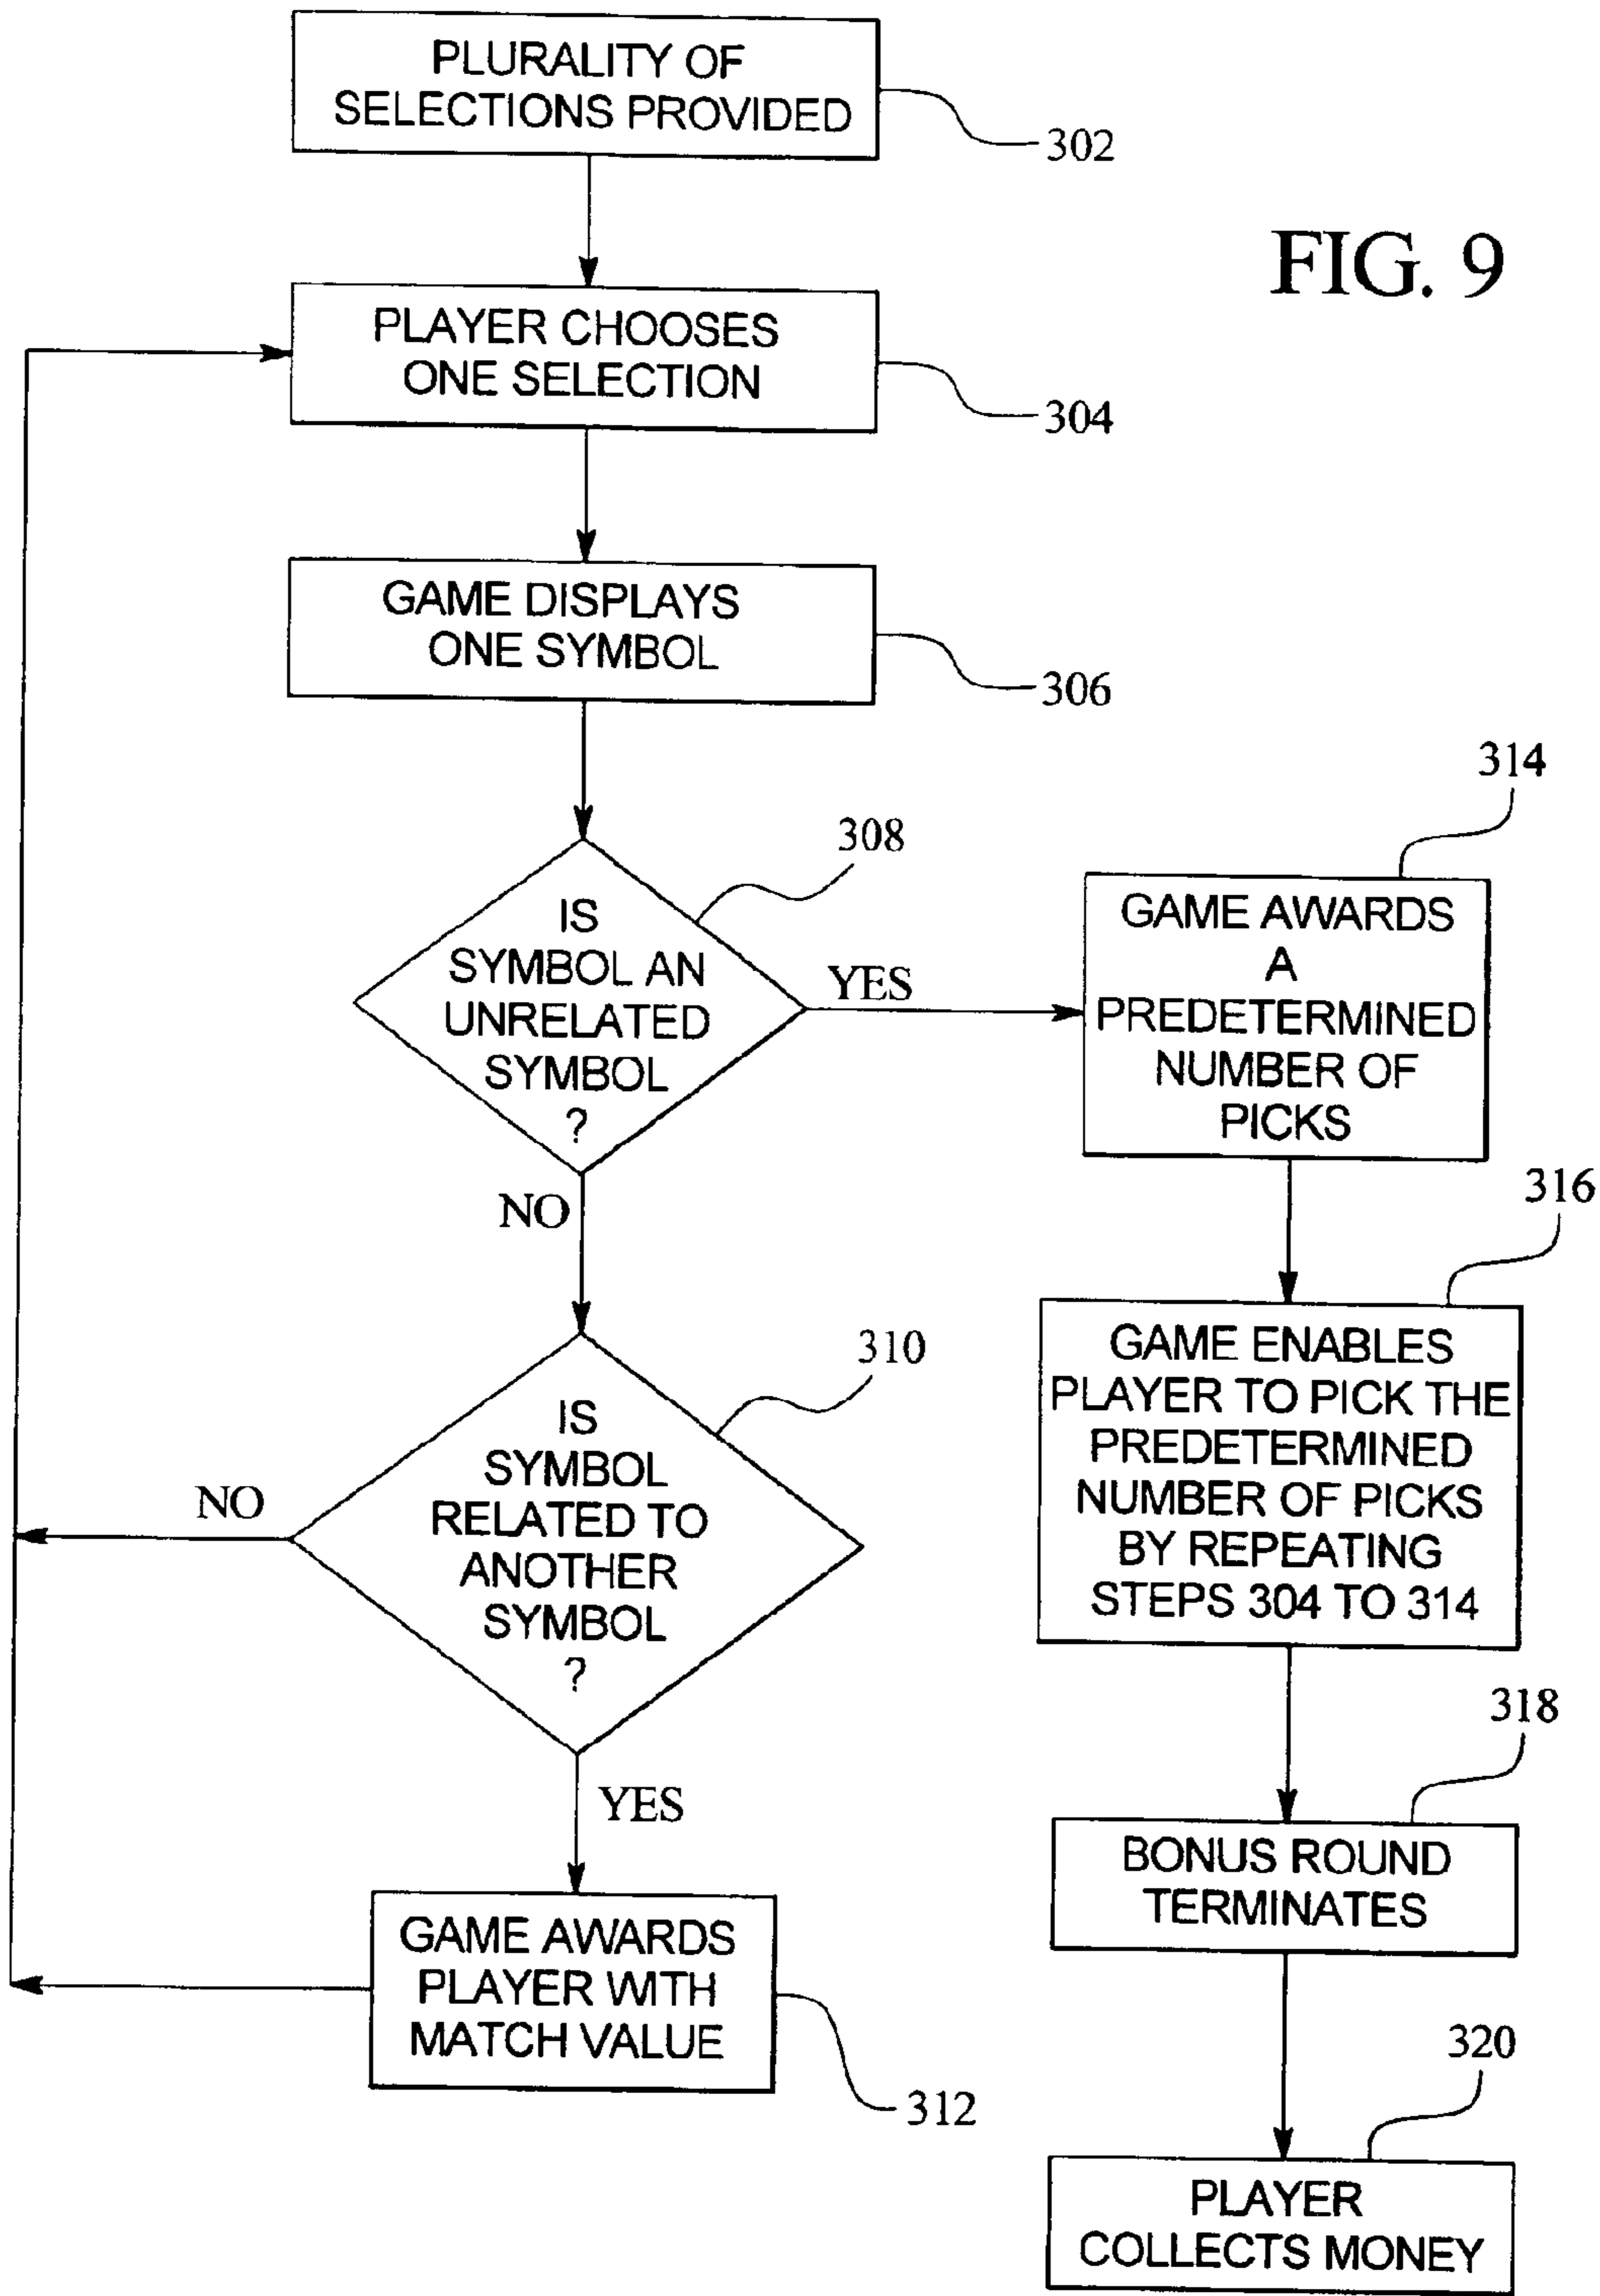 PLURALITY OF
SELECTIONS PROVIDED
302
FIG. 9
PLAYER CHOOSES
ONE SELECTION
304
GAME DISPLAYS
ONE SYMBOL
306
308
IS
SYMBOL AN
UNRELATED
SYMBOL
?
YES
NO
314
GAME AWARDS
A
PREDETERMINED
NUMBER OF
PICKS
310
IS
SYMBOL
RELATED TO
ANOTHER
SYMBOL
?
NO
YES
316
GAME ENABLES
PLAYER TO PICK THE
PREDETERMINED
NUMBER OF PICKS
BY REPEATING
STEPS 304 TO 314
GAME AWARDS
PLAYER WITH
MATCH VALUE
312
318
BONUS ROUND
TERMINATES
320
PLAYER
COLLECTS MONEY